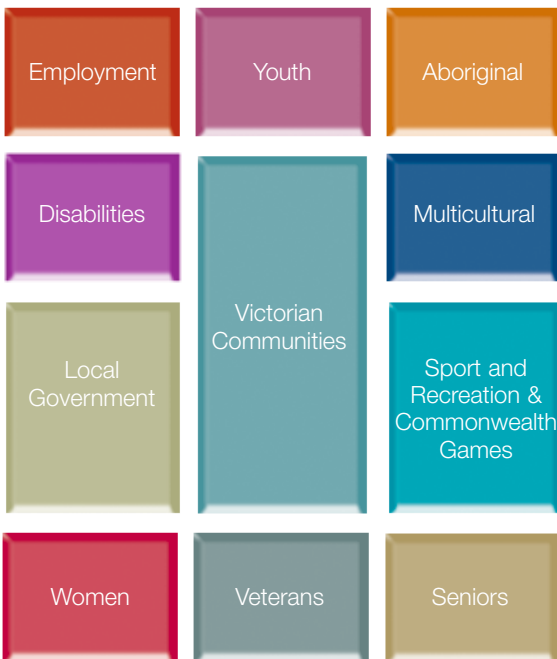 Employment
Youth
Aboriginal
Disabilities
Multicultural
Victorian
Communities
Local
Government
Sport and
Recreation &
Commonwealth
Games
Women
Veterans
Seniors